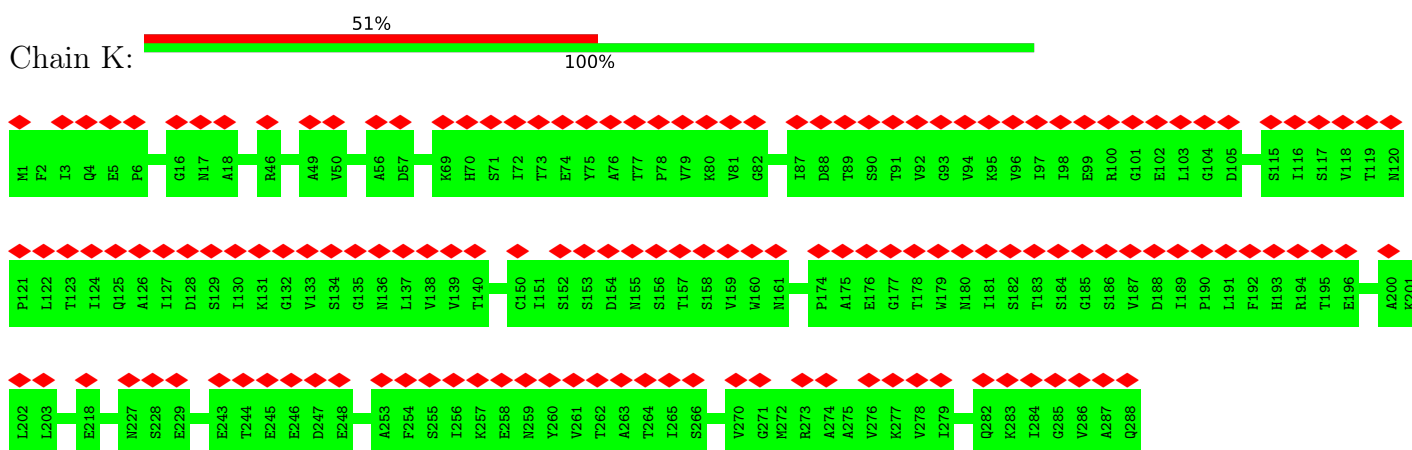 51%
Chain K:
100%
M1 F2 I3 Q4 E5 P6 G16 N17 A18 R46 A49 V50 A56 D57 K69 H70 S71 I72 T73 E74 Y75 A76 T77 P78 V79 K80 V81 G82 I87 D88 T89 S90 T91 V92 G93 V94 K95 V96 I97 I98 E99 R100 G101 E102 L103 G104 D105 S115 I116 S117 V118 T119 N120
P121 L122 T123 I124 Q125 A126 I127 D128 S129 I130 K131 G132 V133 S134 G135 N136 L137 V138 V139 T140 C150 I151 S152 S153 D154 N155 S156 T157 S158 V159 W160 N161 P174 A175 E176 G177 T178 W179 N180 I181 S182 T183 S184 G185 S186 V187 D188 I189 P190 L191 F192 H193 R194 T195 E196 A200 K201
L202 L203 E218 N227 S228 E229 E243 T244 E245 E246 D247 E248 A253 F254 S255 I256 K257 E258 N259 Y260 V261 T262 A263 T264 I265 S266 V270 G271 M272 R273 A274 A275 V276 K277 V278 I279 Q282 K283 I284 G285 V286 A287 Q288